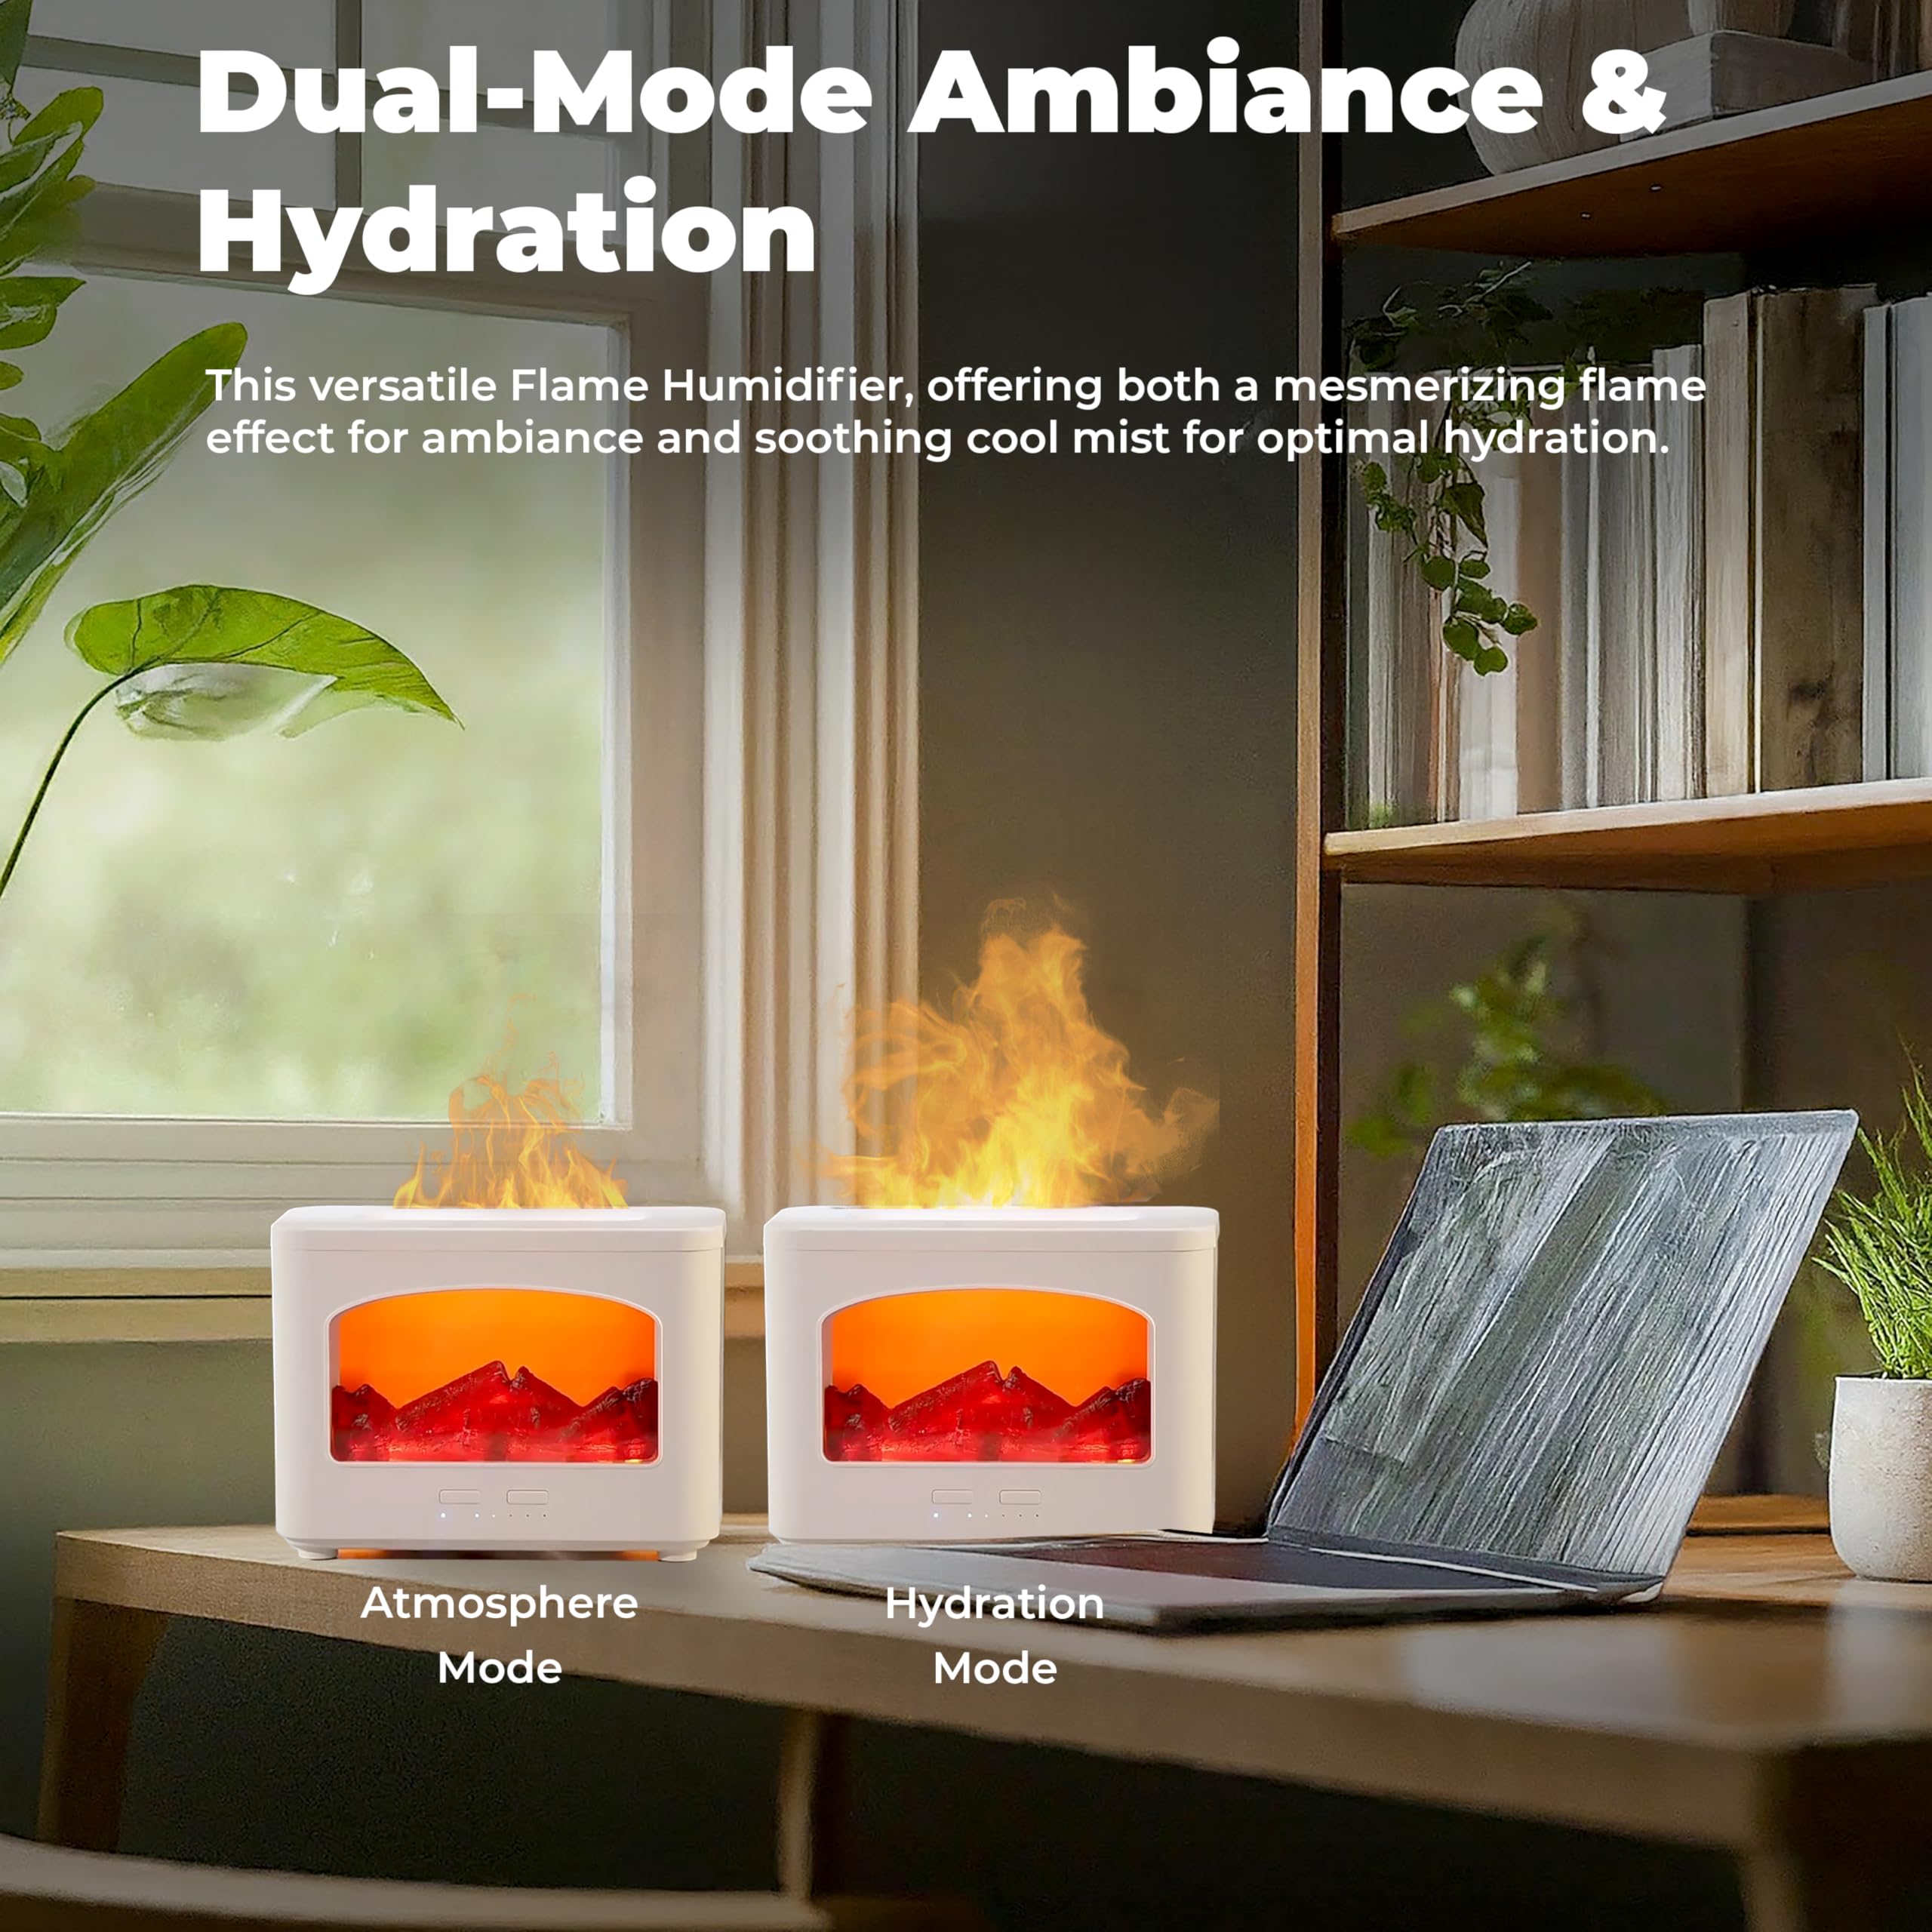 Dual-Mode Ambiance &
Hydration
This versatile Flame Humidifier, offering both a mesmerizing flame
effect for ambiance and soothing cool mist for optimal hydration.
Atmosphere
Mode
Hydration
Mode